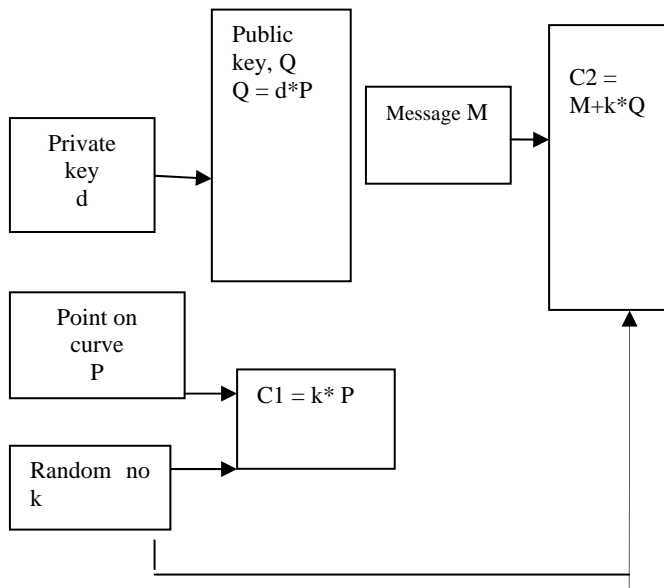 Public
key, Q
Q = d*P
C2 =
M+k*Q
Message M
Private
key
d
Point on
curve
P
C1 = k* P
Random no
k